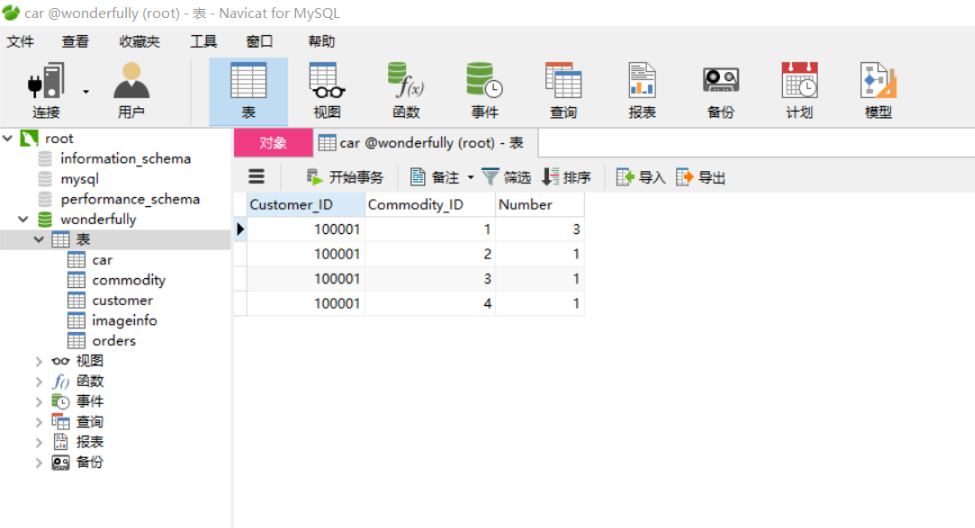 car @wonderfully (root) - 表 - Navicat for MySQL
文件 查看 收藏夹 工具 窗口 帮助
连接 用户 表 视图 函数 事件 查询 报表 备份 计划 模型
root
information_schema
mysql
performance_schema
wonderfully
表
car
commodity
customer
imageinfo
orders
视图
函数
事件
查询
报表
备份
对象 car @wonderfully (root) - 表
开始事务 备注 筛选 排序 导入 导出
Customer_ID Commodity_ID Number
100001 1 3
100001 2 1
100001 3 1
100001 4 1